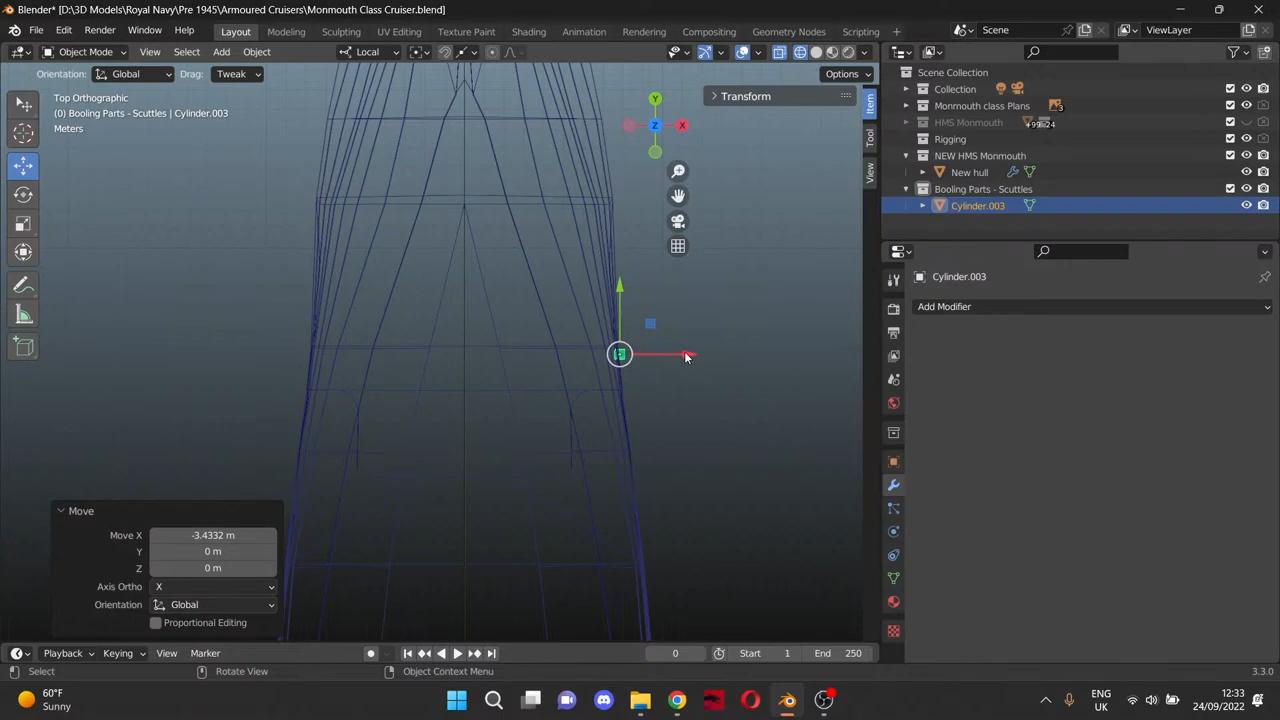 Blender* [D:\3D Models\Royal Navy\Pre 1945\Armoured Cruisers\Monmouth Class Cruiser.blend]
File Edit Render Window Help Layout Modeling Sculpting UV Editing Texture Paint Shading Animation Rendering Compositing Geometry Nodes Scripting + Scene ViewLayer
Object Mode View Select Add Object Local
Orientation: Global Drag: Tweak Options
Top Orthographic
(0) Booling Parts - Scuttles | Cylinder.003
Meters
Transform
Y
Z
X
Item
Tool
View
Scene Collection
Collection
Monmouth class Plans 3
HMS Monmouth +99 24
Rigging
NEW HMS Monmouth
New hull
Booling Parts - Scuttles
Cylinder.003
Cylinder.003
Add Modifier
Move
Move X -3.4332 m
Y 0 m
Z 0 m
Axis Ortho X
Orientation Global
Proportional Editing
Playback Keying View Marker 0 Start 1 End 250
Select Rotate View Object Context Menu 3.3.0
60°F
Sunny
ENG
UK
12:33
24/09/2022